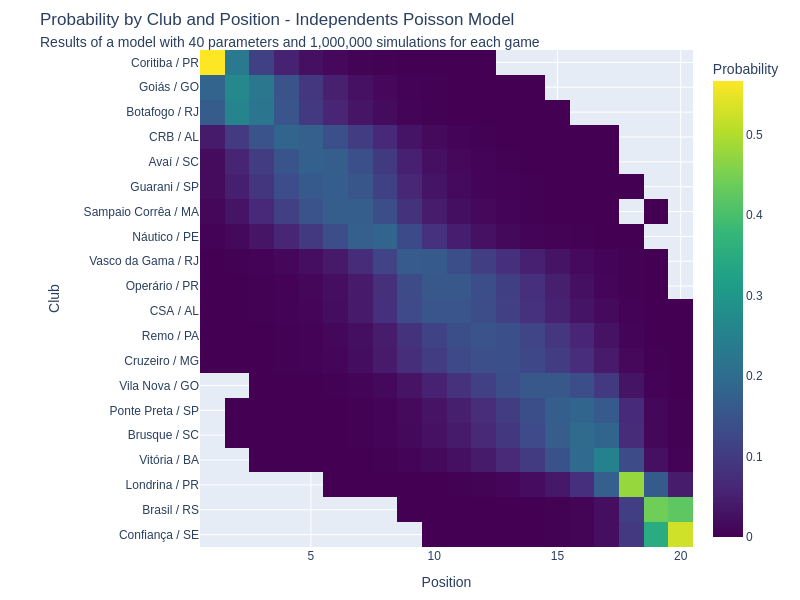 Probability by Club and Position - Independents Poisson Model
Results of a model with 40 parameters and 1,000,000 simulations for each game
Probability
Coritiba / PR
Goiás / GO
Botafogo / RJ
CRB / AL
Avaí / SC
Guarani / SP
Sampaio Corrêa / MA
Náutico / PE
Vasco da Gama / RJ
Operário / PR
CSA / AL
Remo / PA
Cruzeiro / MG
Vila Nova / GO
Ponte Preta / SP
Brusque / SC
Vitória / BA
Londrina / PR
Brasil / RS
Confiança / SE
Club
5
10
15
20
Position
0.5
0.4
0.3
0.2
0.1
0